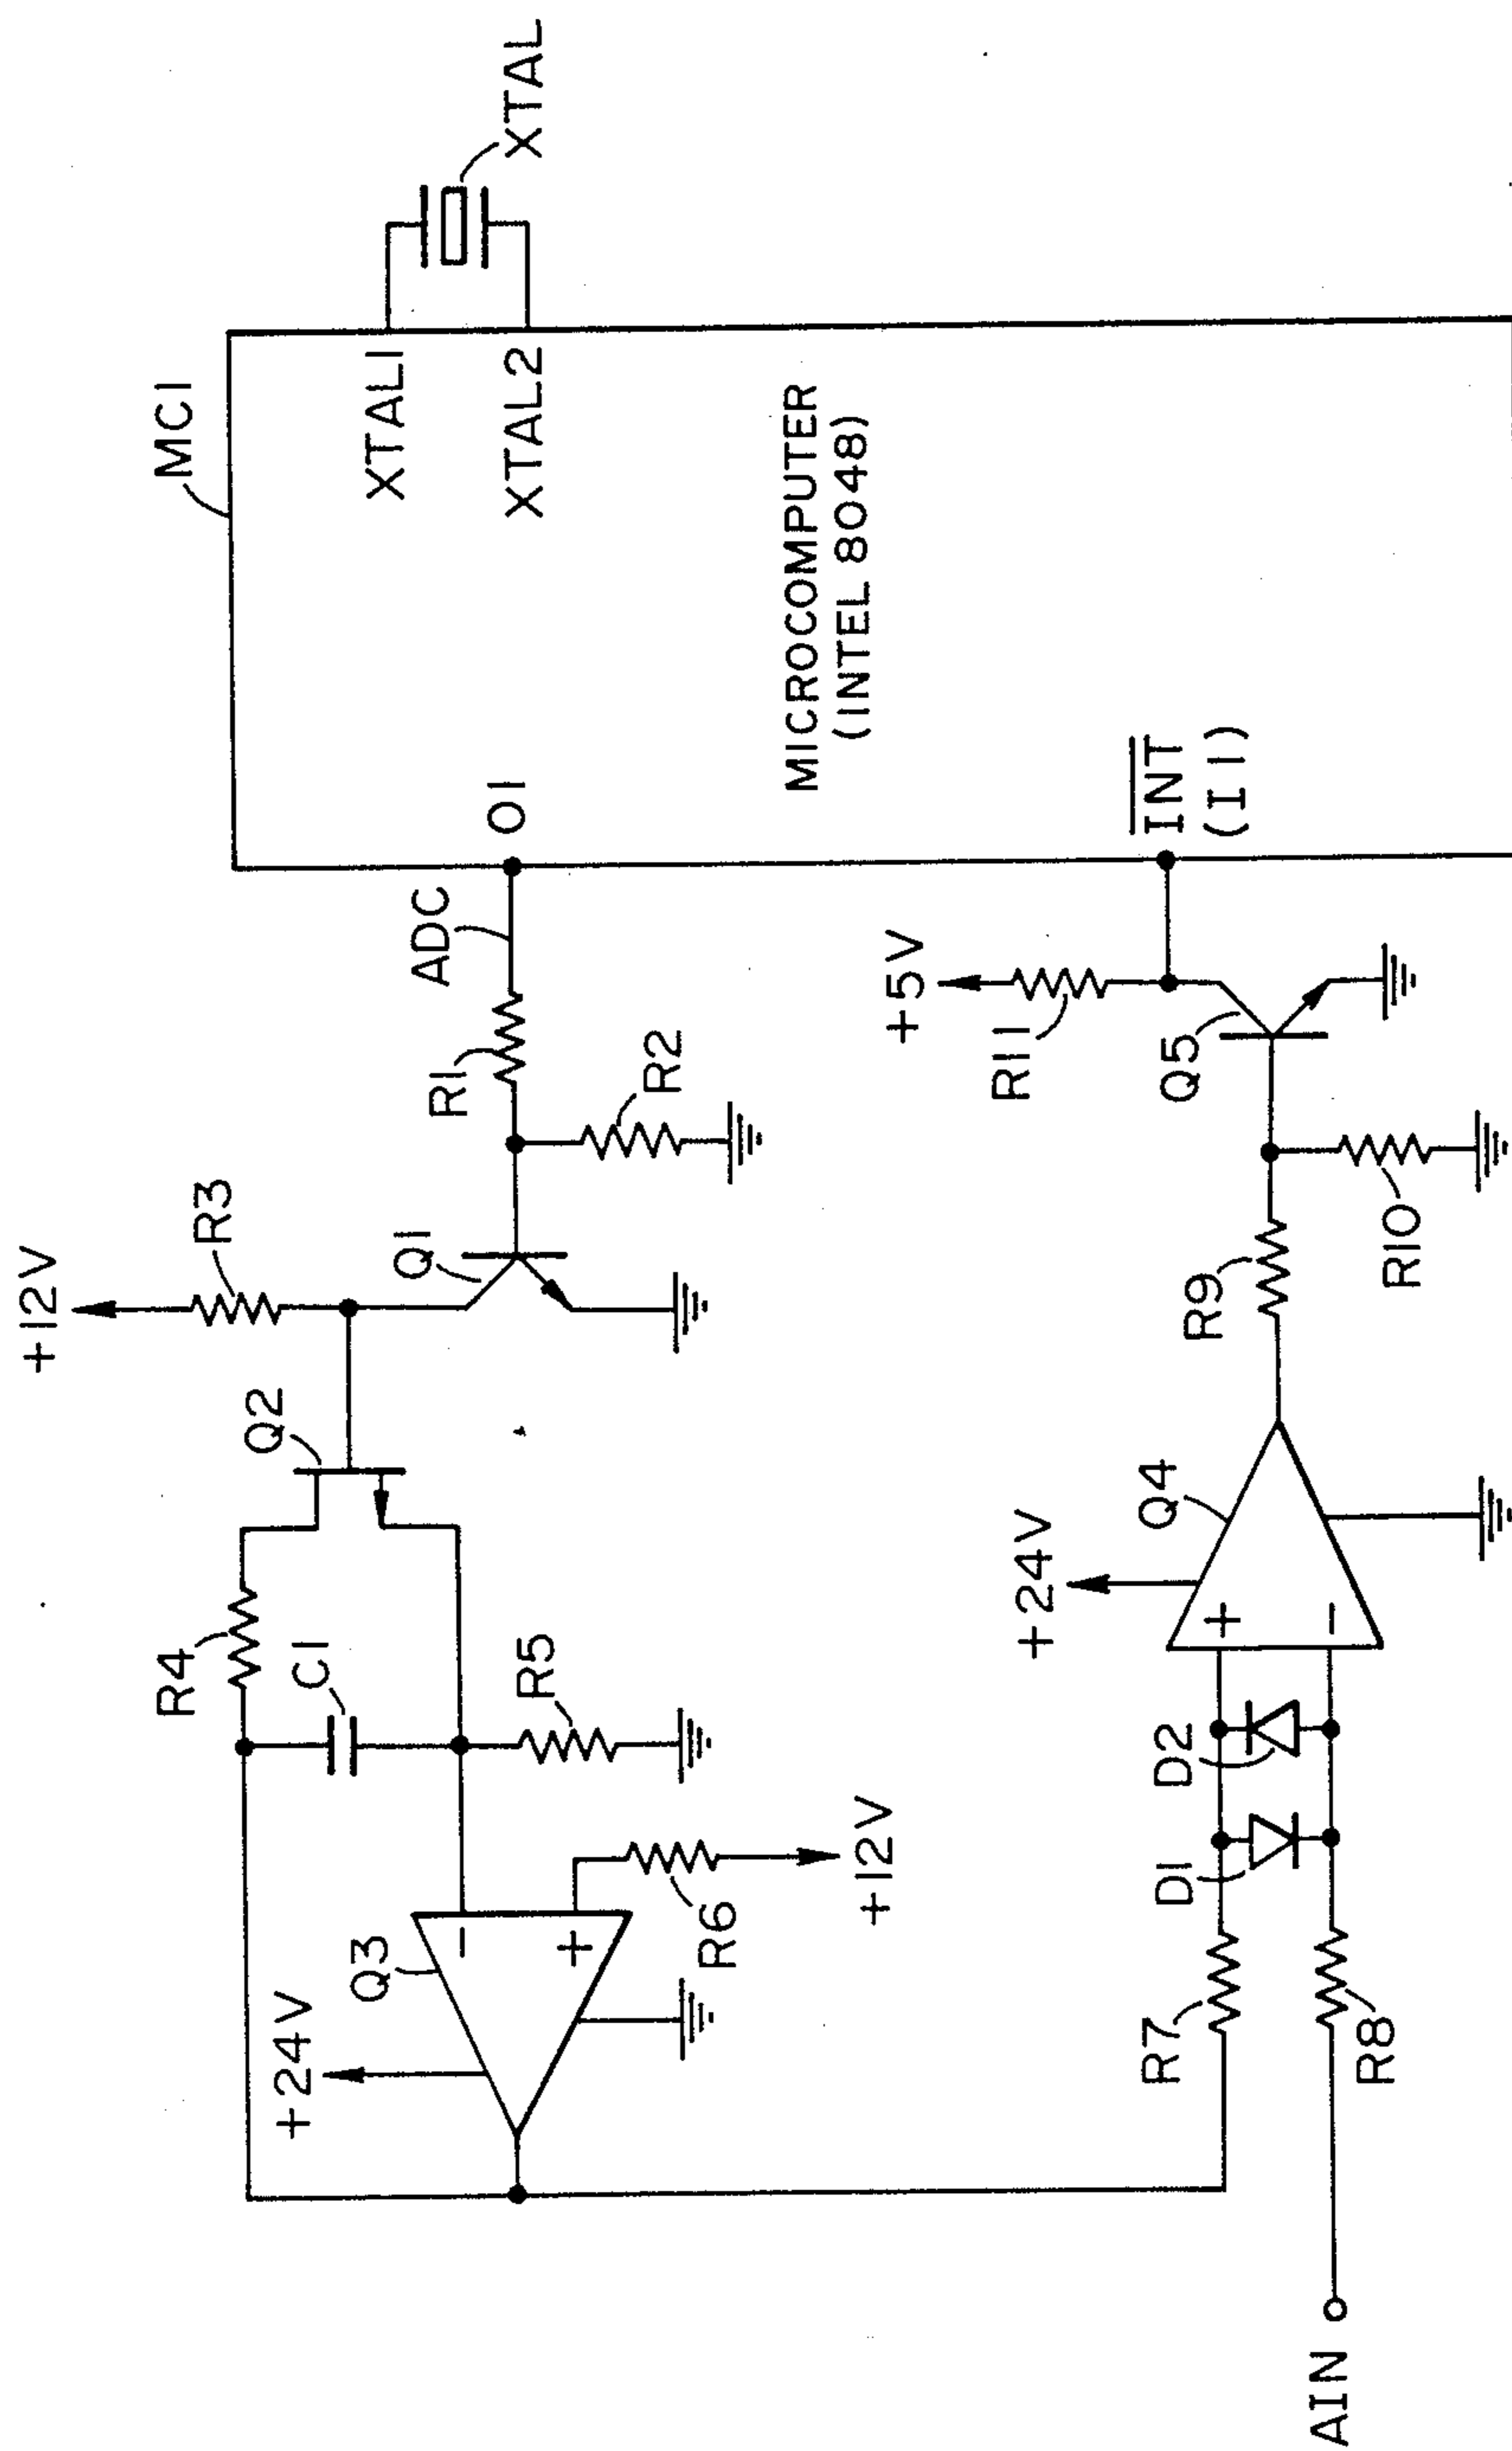 +12V
R3
MC1
Q2
Q1
R4
C1
R1
ADC
O1
XTAL1
XTAL2
XTAL
R2
R5
Q3
+24V
-
+
R6
+12V
MICROCOMPUTER
(INTEL 8048)
+5V
R11
INT
(I1)
Q5
+24V
Q4
R9
R10
+
-
D2
D1
R7
R8
AIN